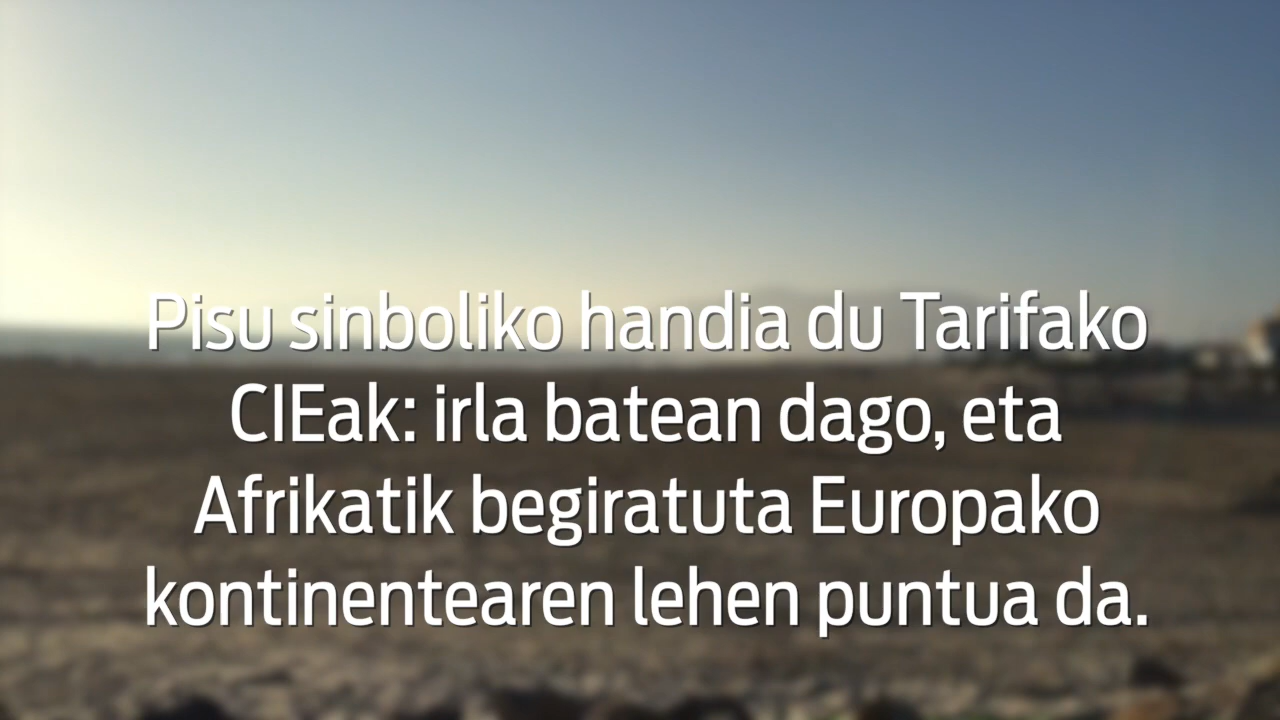 Pisu sinboliko handia du Tarifako
CIEak: irla batean dago, eta
Afrikatik begiratuta Europako
kontinentearen lehen puntua da.